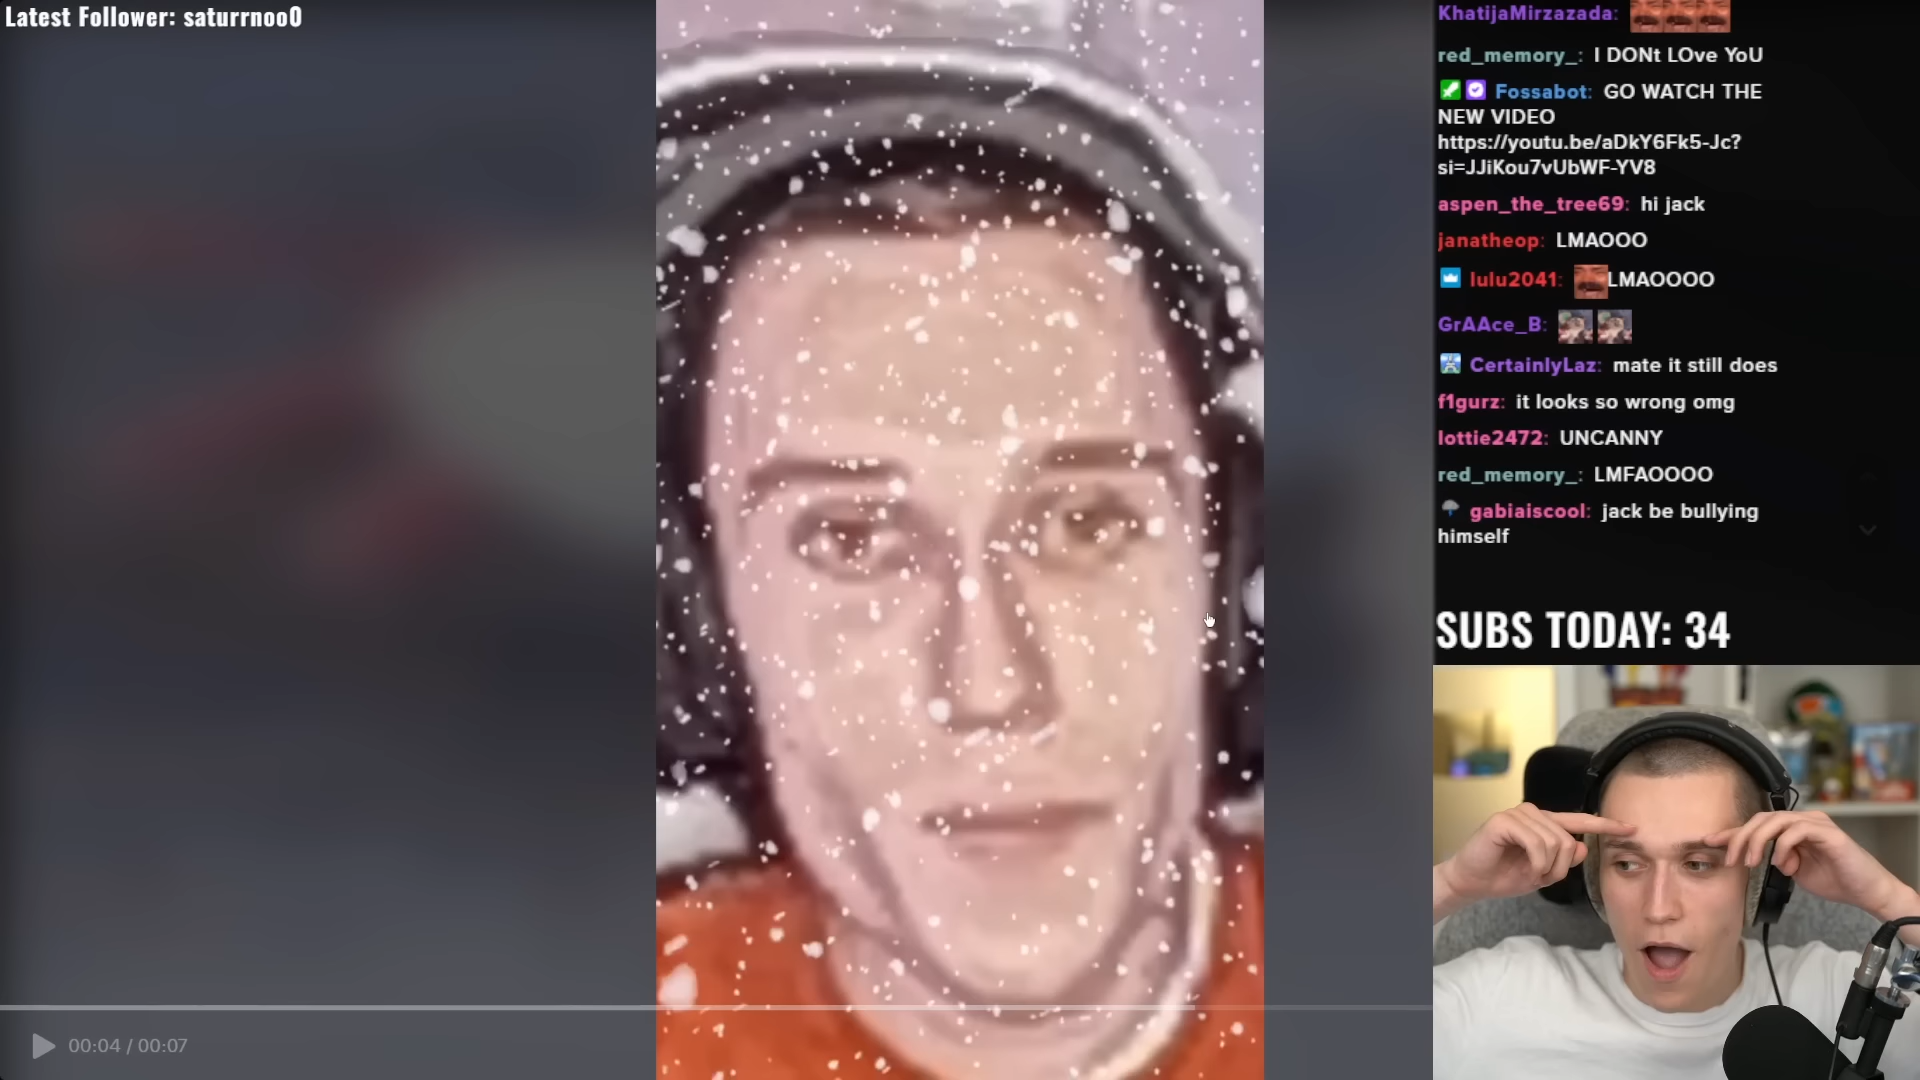 Latest Follower: saturrnoo0
KhatijaMirzazada:
red_memory_: I DONt LOve YoU
Fossabot: GO WATCH THE
NEW VIDEO
https://youtu.be/aDkY6Fk5-Jc?
si=JJiKou7vUbWF-YV8
aspen_the_tree69: hi jack
janatheop: LMAOOO
lulu2041: LMAOOOO
GrAAce_B:
CertainlyLaz: mate it still does
f1gurz: it looks so wrong omg
lottie2472: UNCANNY
red_memory_: LMFAOOOO
gabiaiscool: jack be bullying
himself
SUBS TODAY: 34
00:04 / 00:07